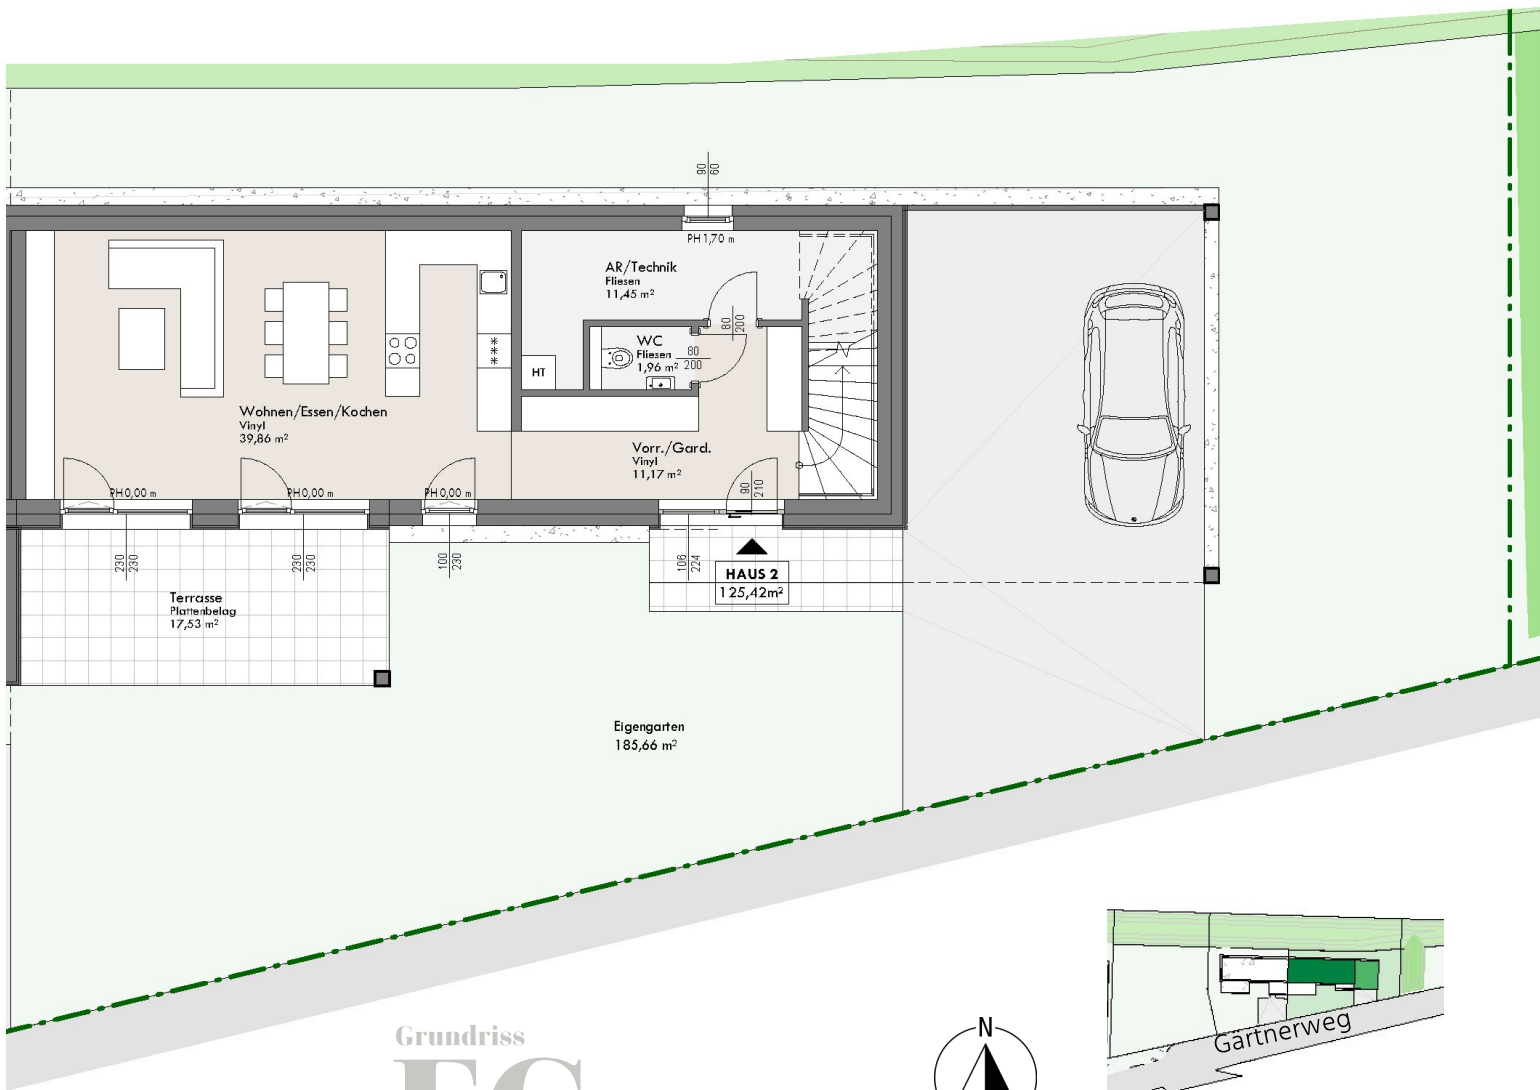 90
60
PH 1,70 m
AR/Technik
Fliesen
11,45 m²
80
200
WC
Fliesen
1,96 m²
80
200
HT
Wohnen/Essen/Kochen
Vinyl
39,86 m²
Vorr./Gard.
Vinyl
11,17 m²
PH 0,00 m
PH 0,00 m
PH 0,00 m
90
210
230
230
230
230
100
230
106
224
HAUS 2
125,42m²
Terrasse
Plattenbelag
17,53 m²
Eigengarten
185,66 m²
Grundriss
EG
N
Gärtnerweg